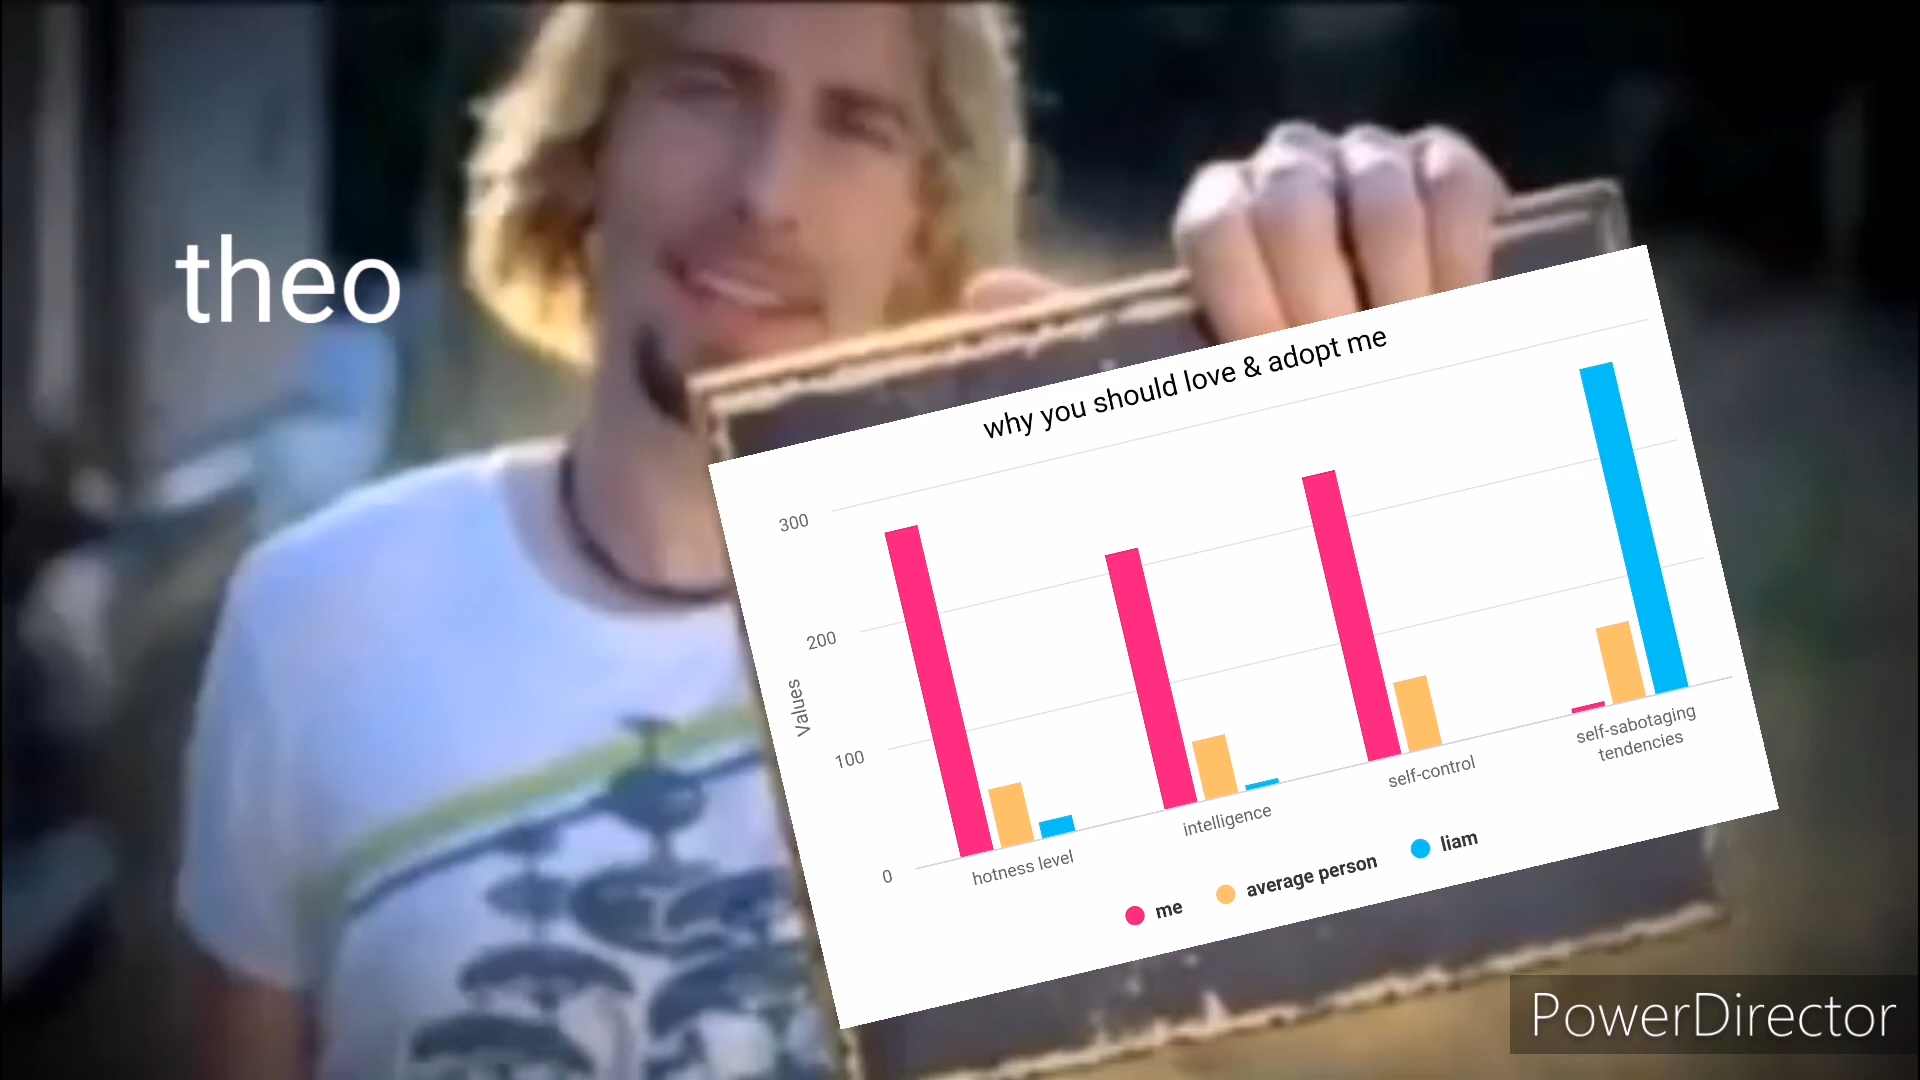 theo
why you should love & adopt me
300
200
100
0
Values
hotness level
intelligence
self-control
self-sabotaging
tendencies
me
average person
liam
PowerDirector